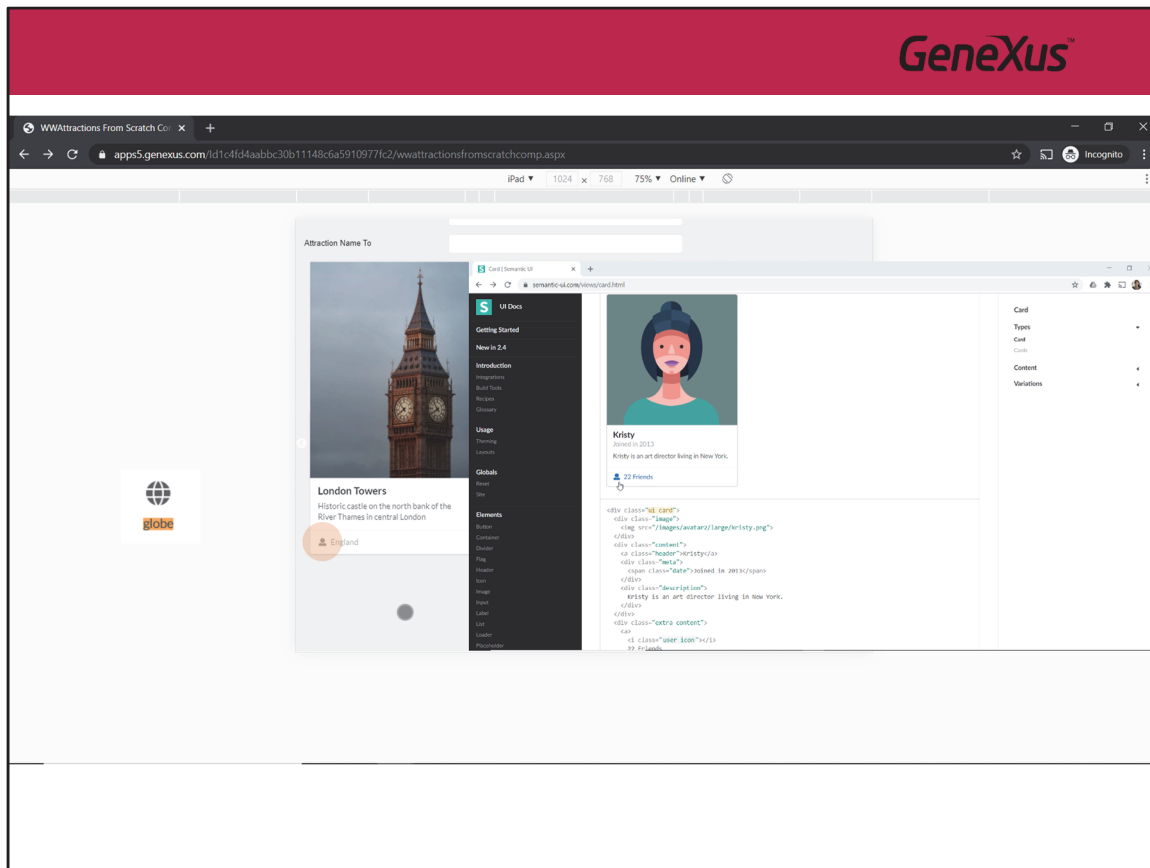 GeneXus™
WWAttractions From Scratch Con
apps5.genexus.com/Id1c4fd4aabbc30b11148c6a5910977fc2/wwattractionsfromscratchcomp.aspx
Incognito
iPad ▼ 1024 x 768 75% ▼ Online ▼
Attraction Name To
London Towers
Historic castle on the north bank of the
River Thames in central London
England
globe
Card | Semantic UI
semantic-ui.com/views/card.html
UI Docs
Getting Started
New in 2.4
Introduction
Integrations
Build Tools
Recipes
Glossary
Usage
Theming
Layouts
Globals
Reset
Site
Elements
Button
Container
Divider
Flag
Header
Icon
Image
Input
Label
List
Loader
Placeholder
Kristy
Joined in 2013
Kristy is an art director living in New York.
22 Friends
<div class="ui card">
<div class="image">
<img src="/images/avatar2/large/kristy.png">
</div>
<div class="content">
<a class="header">Kristy</a>
<div class="meta">
<span class="date">Joined in 2013</span>
</div>
<div class="description">
Kristy is an art director living in New York.
</div>
</div>
<div class="extra content">
<a>
<i class="user icon"></i>
22 Friends
Card
Types
Card
Cards
Content
Variations